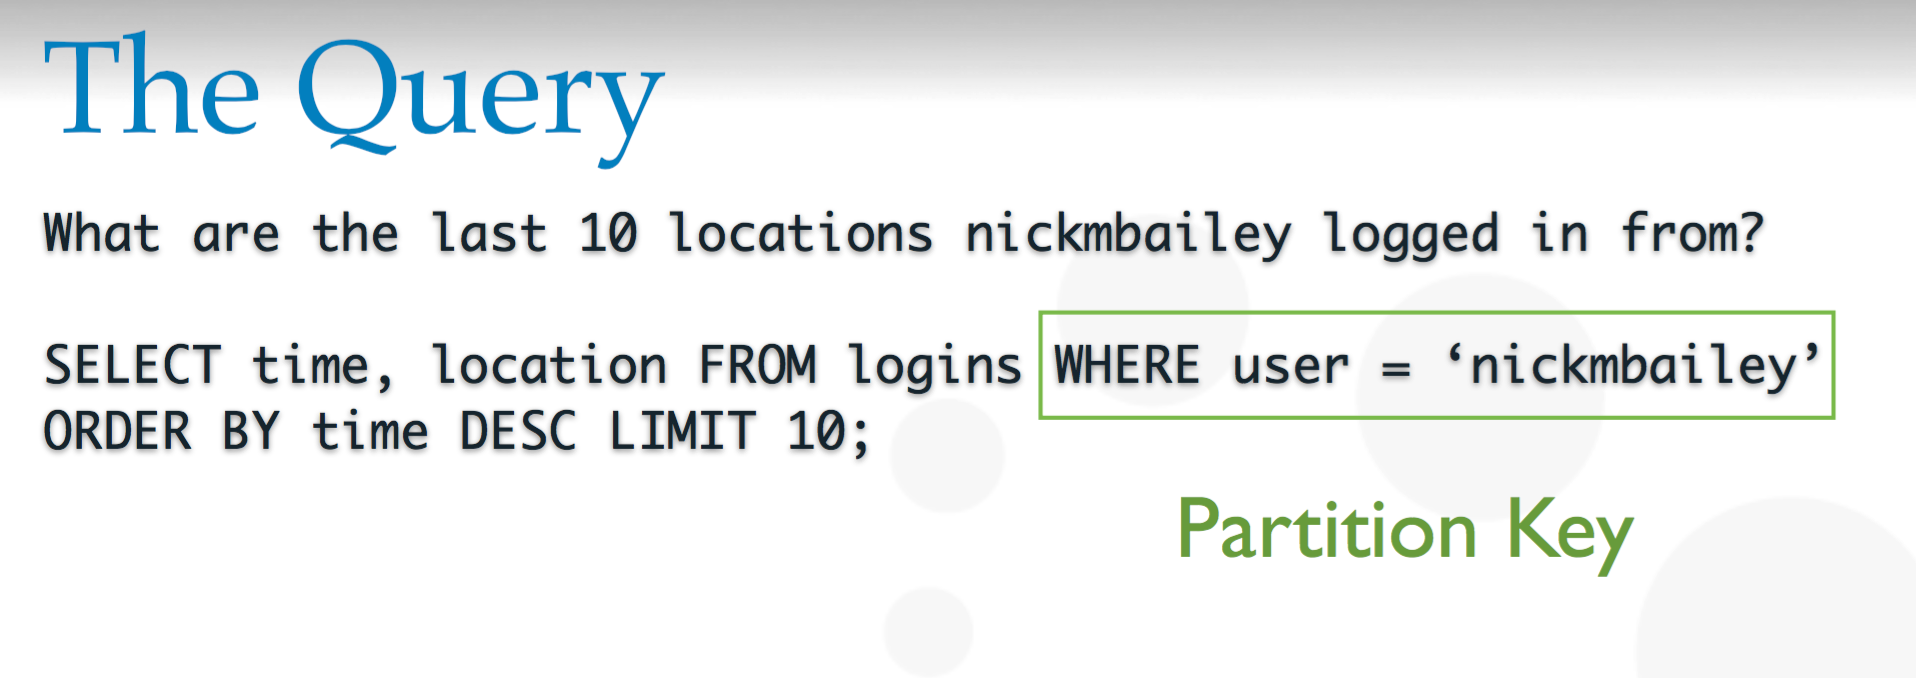 The Query
What are the last 10 locations nickmbailey logged in from?
SELECT time, location FROM logins WHERE user = ‘nickmbailey’
ORDER BY time DESC LIMIT 10;
Partition Key